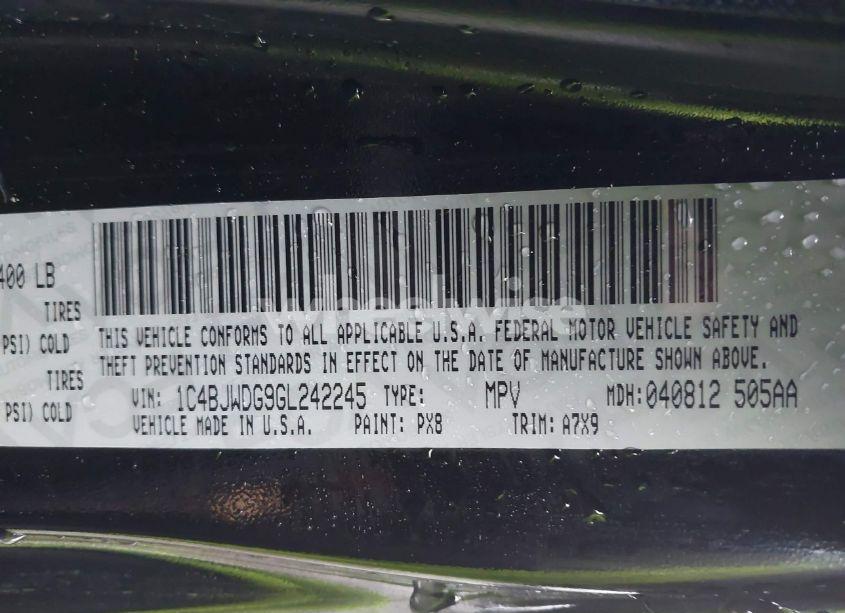 400 LB
TIRES
PSI) COLD
TIRES
PSI) COLD
THIS VEHICLE CONFORMS TO ALL APPLICABLE U.S.A. FEDERAL MOTOR VEHICLE SAFETY AND
THEFT PREVENTION STANDARDS IN EFFECT ON THE DATE OF MANUFACTURE SHOWN ABOVE.
VIN: 1C4BJWDG9GL242245 TYPE: MPV MDH: 040812 505AA
VEHICLE MADE IN U.S.A. PAINT: PX8 TRIM: A7X9